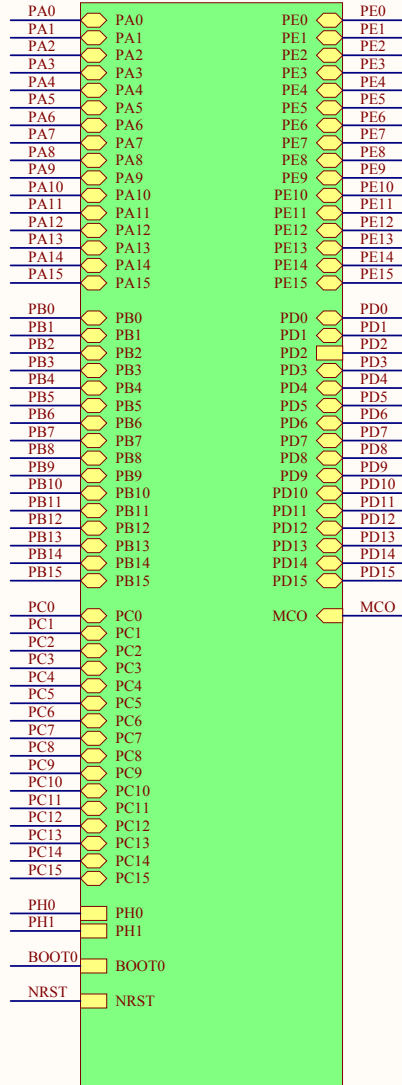 PA0 PA0 PE0 PE0
PA1 PA1 PE1 PE1
PA2 PA2 PE2 PE2
PA3 PA3 PE3 PE3
PA4 PA4 PE4 PE4
PA5 PA5 PE5 PE5
PA6 PA6 PE6 PE6
PA7 PA7 PE7 PE7
PA8 PA8 PE8 PE8
PA9 PA9 PE9 PE9
PA10 PA10 PE10 PE10
PA11 PA11 PE11 PE11
PA12 PA12 PE12 PE12
PA13 PA13 PE13 PE13
PA14 PA14 PE14 PE14
PA15 PA15 PE15 PE15
PB0 PB0 PD0 PD0
PB1 PB1 PD1 PD1
PB2 PB2 PD2 PD2
PB3 PB3 PD3 PD3
PB4 PB4 PD4 PD4
PB5 PB5 PD5 PD5
PB6 PB6 PD6 PD6
PB7 PB7 PD7 PD7
PB8 PB8 PD8 PD8
PB9 PB9 PD9 PD9
PB10 PB10 PD10 PD10
PB11 PB11 PD11 PD11
PB12 PB12 PD12 PD12
PB13 PB13 PD13 PD13
PB14 PB14 PD14 PD14
PB15 PB15 PD15 PD15
PC0 PC0 MCO MCO
PC1 PC1
PC2 PC2
PC3 PC3
PC4 PC4
PC5 PC5
PC6 PC6
PC7 PC7
PC8 PC8
PC9 PC9
PC10 PC10
PC11 PC11
PC12 PC12
PC13 PC13
PC14 PC14
PC15 PC15
PH0 PH0
PH1 PH1
BOOT0 BOOT0
NRST NRST